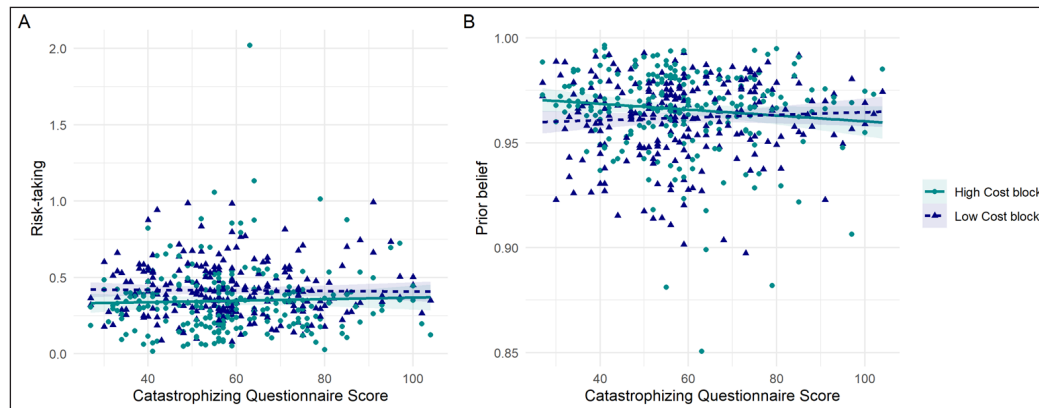 A
B
2.0
1.5
1.0
0.5
0.0
Risk-taking
40
60
80
100
Catastrophizing Questionnaire Score
1.00
0.95
0.90
0.85
Prior belief
40
60
80
100
Catastrophizing Questionnaire Score
High Cost block
Low Cost block